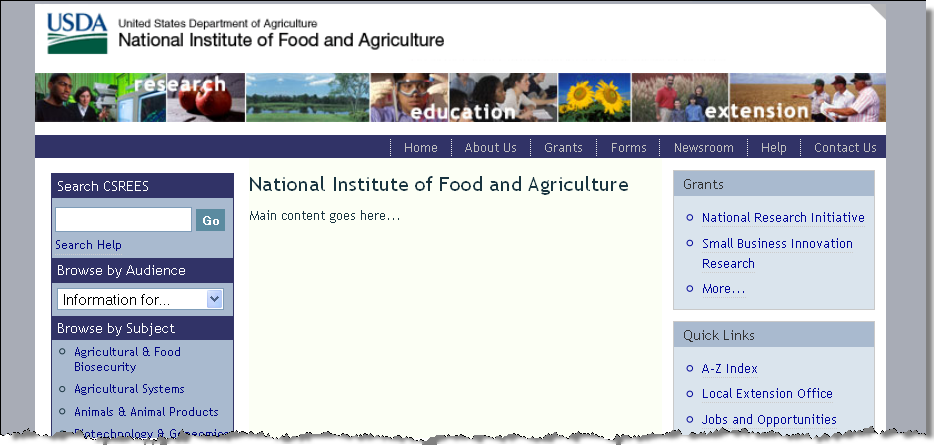 USDA
United States Department of Agriculture
National Institute of Food and Agriculture
research
education
extension
Home
About Us
Grants
Forms
Newsroom
Help
Contact Us
Search CSREES
Go
Search Help
Browse by Audience
Information for...
Browse by Subject
Agricultural & Food
Biosecurity
Agricultural Systems
Animals & Animal Products
Biotechnology & Genomics
National Institute of Food and Agriculture
Main content goes here...
Grants
National Research Initiative
Small Business Innovation
Research
More...
Quick Links
A-Z Index
Local Extension Office
Jobs and Opportunities